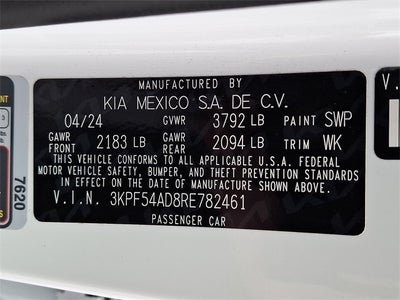 MANUFACTURED BY
KIA MEXICO S.A. DE C.V.
04/24 GVWR 3792 LB PAINT SWP
GAWR FRONT 2183 LB GAWR REAR 2094 LB TRIM WK
THIS VEHICLE CONFORMS TO ALL APPLICABLE U.S.A. FEDERAL
MOTOR VEHICLE SAFETY, BUMPER, AND THEFT PREVENTION STANDARDS
IN EFFECT ON THE DATE OF MANUFACTURE SHOWN ABOVE.
V.I.N. 3KPF54AD8RE782461
PASSENGER CAR
7620
V.